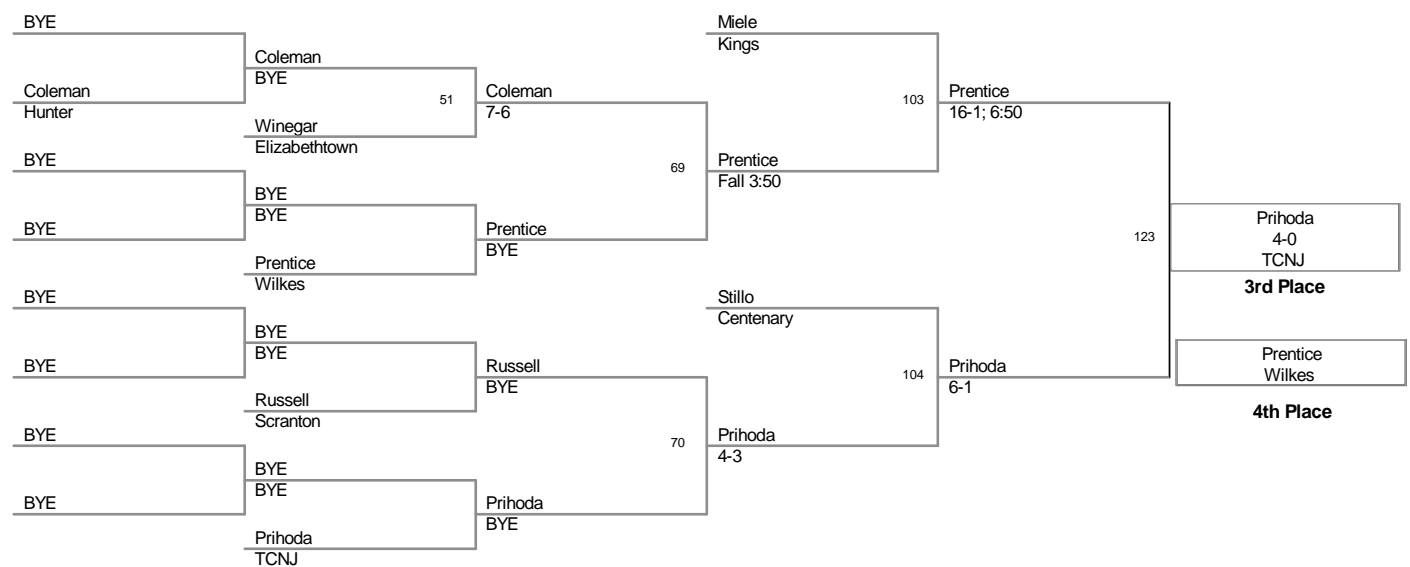 BYE
Coleman
Hunter
BYE
BYE
BYE
BYE
BYE
BYE
Coleman
BYE
Winegar
Elizabethtown
BYE
BYE
Prentice
Wilkes
BYE
BYE
Russell
Scranton
BYE
BYE
Prihoda
TCNJ
51
Coleman
7-6
Prentice
BYE
Russell
BYE
Prihoda
BYE
69
70
Miele
Kings
Prentice
Fall 3:50
Stillo
Centenary
Prihoda
4-3
103
104
Prentice
16-1; 6:50
Prihoda
6-1
123
Prihoda
4-0
TCNJ
3rd Place
Prentice
Wilkes
4th Place